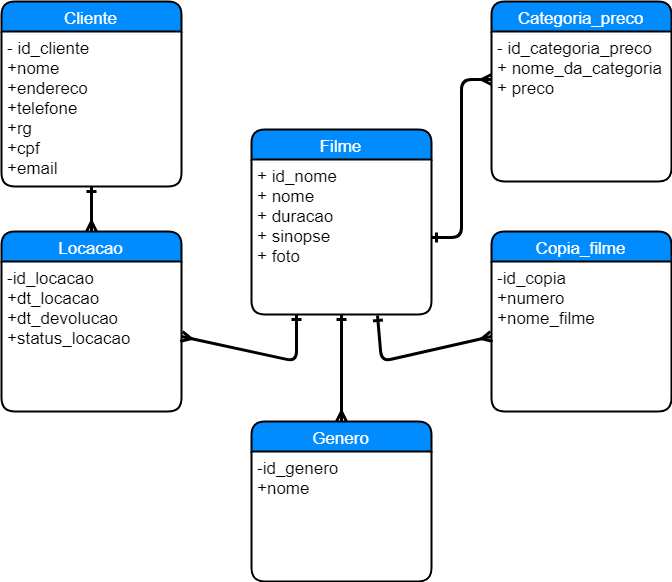 Cliente
- id_cliente
+nome
+endereco
+telefone
+rg
+cpf
+email
Categoria_preco
- id_categoria_preco
+ nome_da_categoria
+ preco
Filme
+ id_nome
+ nome
+ duracao
+ sinopse
+ foto
Locacao
-id_locacao
+dt_locacao
+dt_devolucao
+status_locacao
Copia_filme
-id_copia
+numero
+nome_filme
Genero
-id_genero
+nome